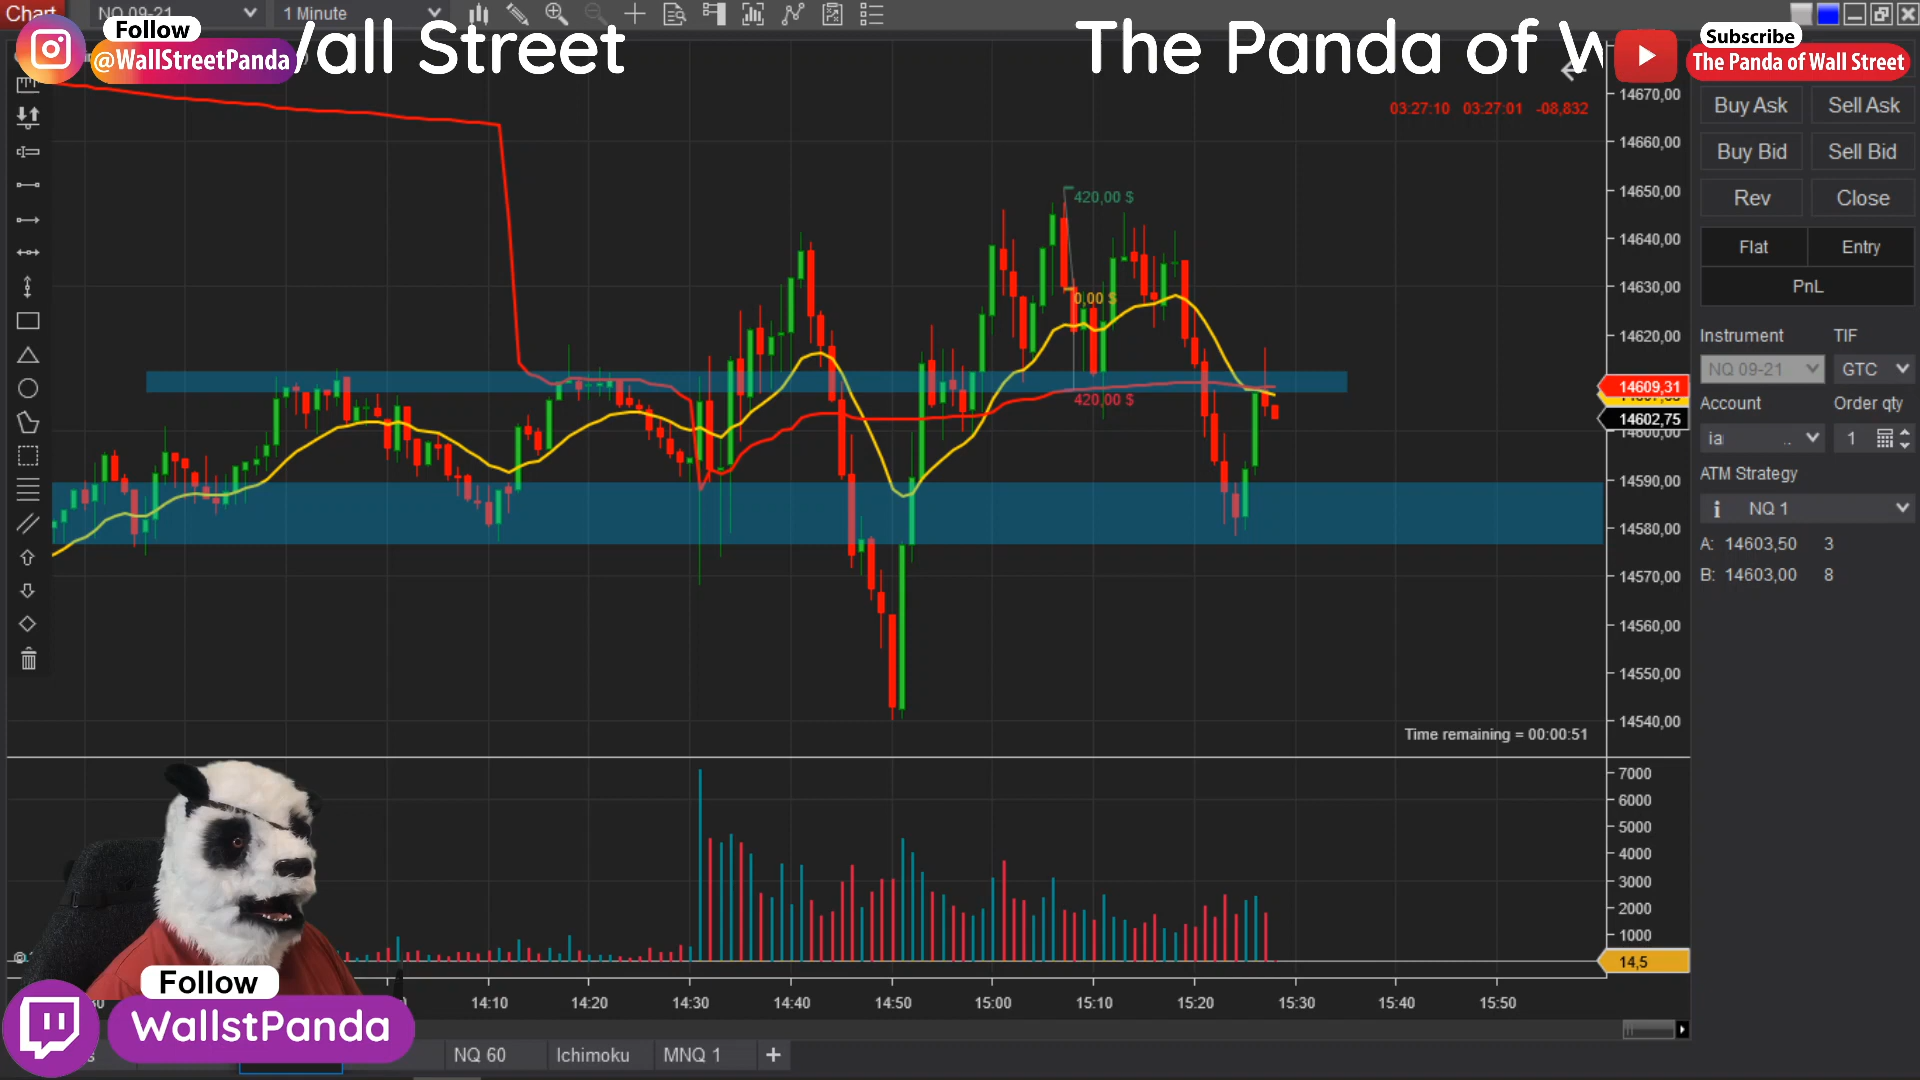 Chart
NQ 09-21
1 Minute
Follow
@WallStreetPanda
Wall Street
The Panda of W
Subscribe
The Panda of Wall Street
03:27:10 03:27:01 -08,832
14670,00
14660,00
14650,00
14640,00
14630,00
14620,00
14609,31
14602,75
14600,00
14590,00
14580,00
14570,00
14560,00
14550,00
14540,00
420,00 $
0,00 $
420,00 $
Time remaining = 00:00:51
7000
6000
5000
4000
3000
2000
1000
14,5
Buy Ask
Sell Ask
Buy Bid
Sell Bid
Rev
Close
Flat
Entry
PnL
Instrument
TIF
NQ 09-21
GTC
Account
Order qty
ia
..
1
ATM Strategy
NQ 1
A: 14603,50 3
B: 14603,00 8
14:10
14:20
14:30
14:40
14:50
15:00
15:10
15:20
15:30
15:40
15:50
Follow
WallstPanda
NQ 60
Ichimoku
MNQ 1
+